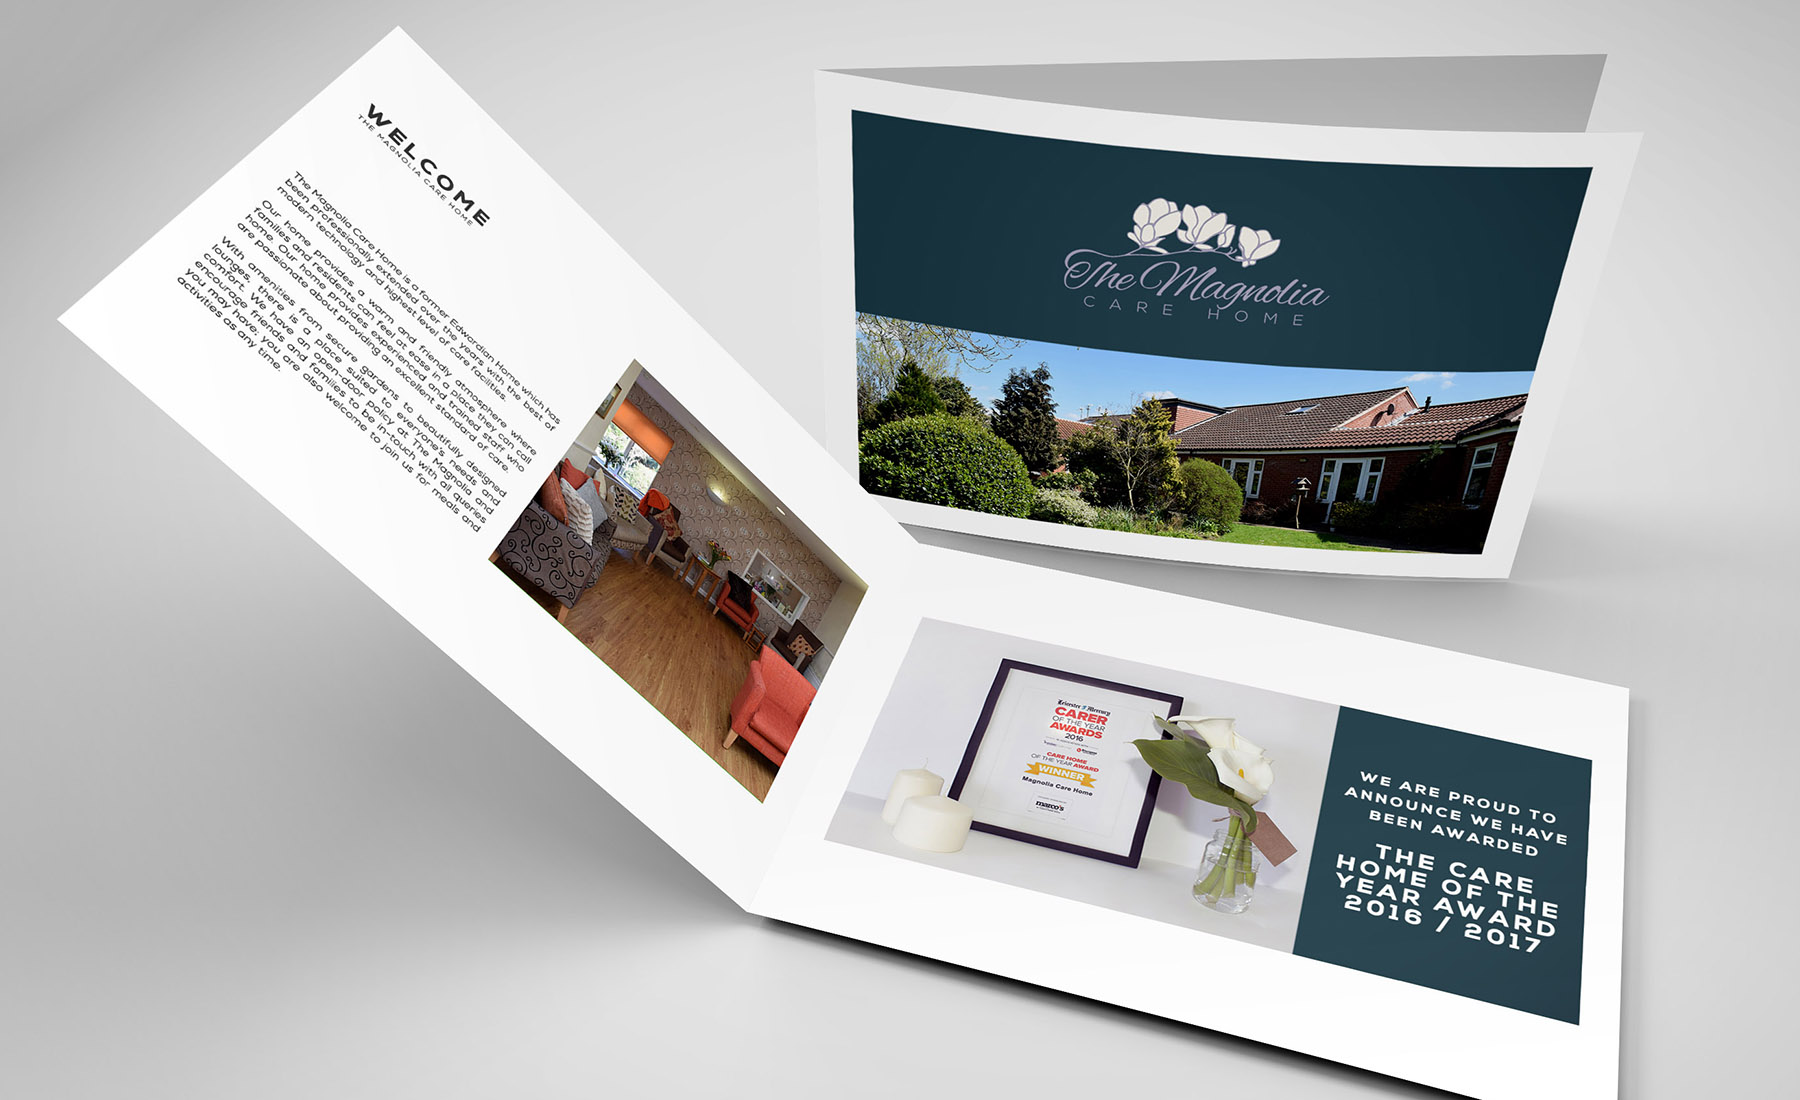 WELCOME
THE MAGNOLIA CARE HOME
The Magnolia Care Home is a former Edwardian Home which has
been professionally extended over the years with the best of
modern technology and highest level of care facilities.
Our home provides a warm and friendly atmosphere where
families and residents can feel at ease in a place they can call
home. Our home provides experienced and trained staff who
are passionate about providing an excellent standard of care.
With amenities from secure gardens to beautifully designed
lounges, there is a place suited to everyone's needs and
comfort. We have an open-door policy at The Magnolia and
encourage friends and families to be in-touch with all queries
you may have, you are also welcome to join us for meals and
activities as any time.
The Magnolia
CARE HOME
Leicester Mercury
CARER
OF THE YEAR
AWARDS
2016
CARE HOME
OF THE YEAR AWARD
WINNER
Magnolia Care Home
marco's
WE ARE PROUD TO
ANNOUNCE WE HAVE
BEEN AWARDED
THE CARE
HOME OF THE
YEAR AWARD
2016 / 2017